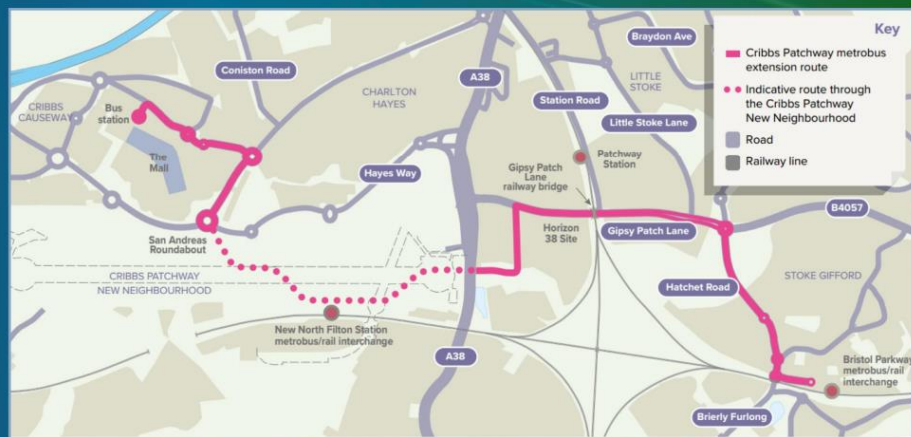 Key
Cribbs Patchway metrobus
extension route
Indicative route through
the Cribbs Patchway
New Neighbourhood
Road
Railway line
Braydon Ave
A38
Coniston Road
LITTLE
STOKE
CHARLTON
HAYES
Station Road
CRIBBS
CAUSEWAY
Bus
station
Little Stoke Lane
Patchway
Station
The
Mall
Hayes Way
Gipsy Patch
Lane
railway bridge
B4057
San Andreas
Roundabout
Horizon
38 Site
Gipsy Patch Lane
CRIBBS PATCHWAY
NEW NEIGHBOURHOOD
STOKE GIFFORD
Hatchet Road
New North Filton Station
metrobus/rail interchange
A38
Bristol Parkway
metrobus/rail
interchange
Brierly Furlong